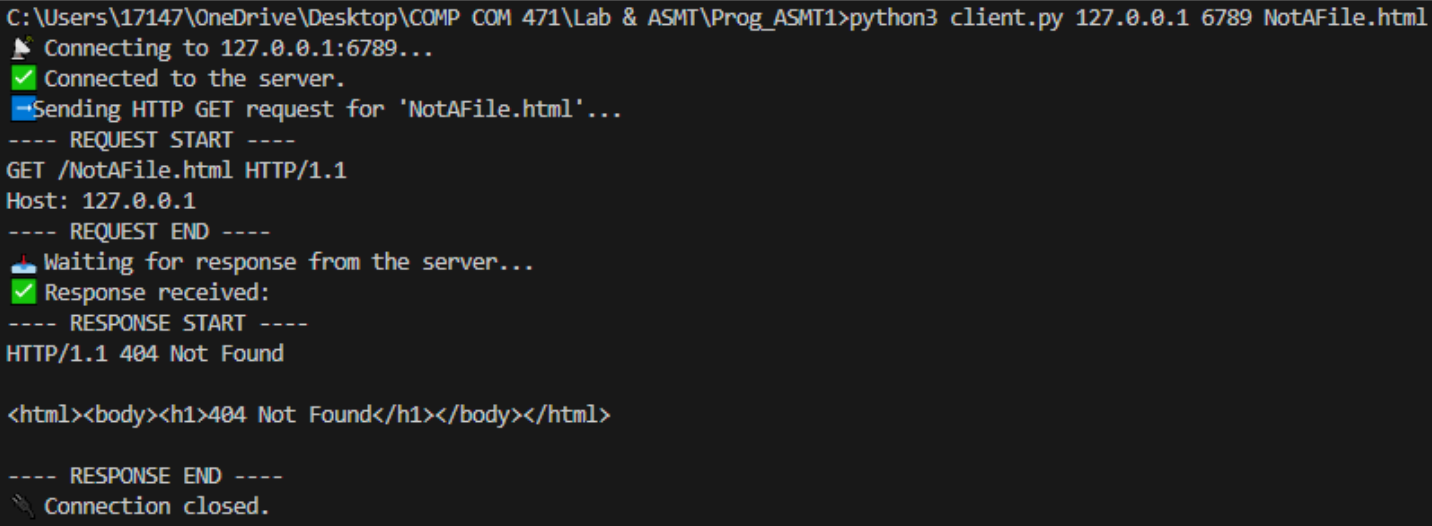 C:\Users\17147\OneDrive\Desktop\COMP COM 471\Lab & ASMT\Prog_ASMT1>python3 client.py 127.0.0.1 6789 NotAFile.html
📡 Connecting to 127.0.0.1:6789...
✅ Connected to the server.
➡️Sending HTTP GET request for 'NotAFile.html'...
---- REQUEST START ----
GET /NotAFile.html HTTP/1.1
Host: 127.0.0.1
---- REQUEST END ----
📥 Waiting for response from the server...
✅ Response received:
---- RESPONSE START ----
HTTP/1.1 404 Not Found
<html><body><h1>404 Not Found</h1></body></html>
---- RESPONSE END ----
🔌 Connection closed.